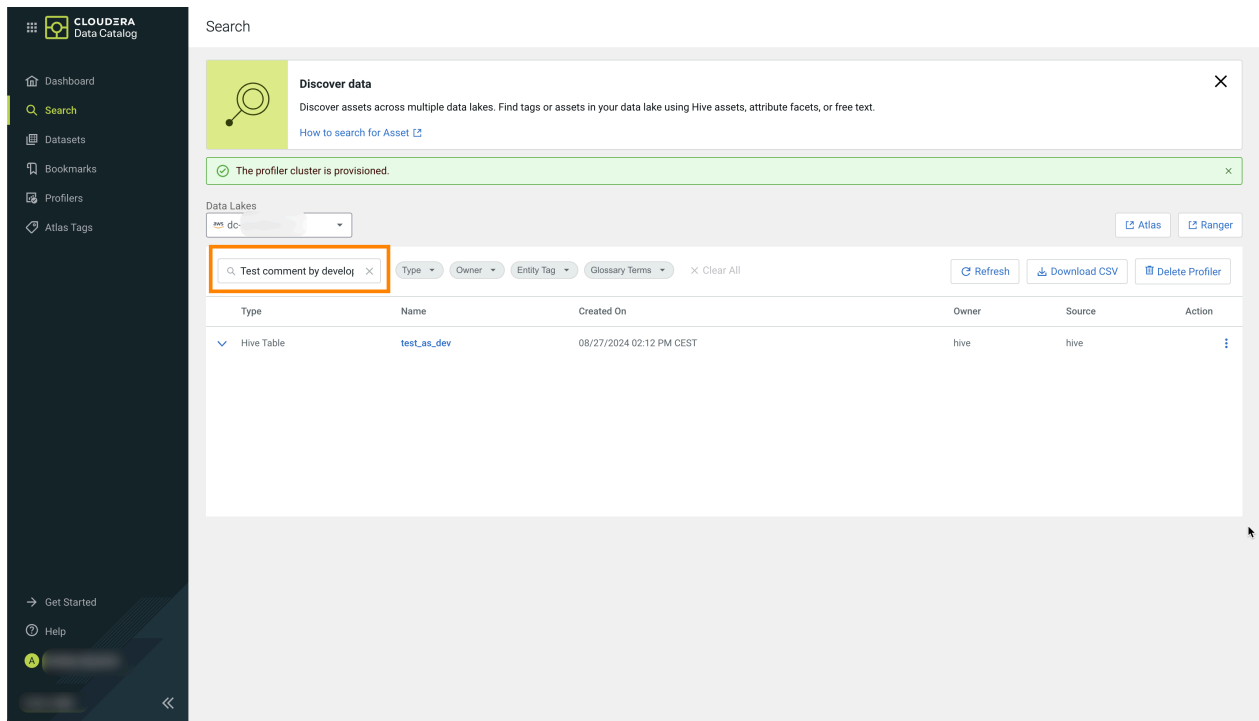 CLOUDERA
Data Catalog
Search
Dashboard
Search
Datasets
Bookmarks
Profilers
Atlas Tags
Discover data
Discover assets across multiple data lakes. Find tags or assets in your data lake using Hive assets, attribute facets, or free text.
How to search for Asset
The profiler cluster is provisioned.
Data Lakes
aws dc-
Atlas Ranger
Test comment by develop Type Owner Entity Tag Glossary Terms Clear All Refresh Download CSV Delete Profiler
Type Name Created On Owner Source Action
Hive Table test_as_dev 08/27/2024 02:12 PM CEST hive hive
Get Started
Help
A